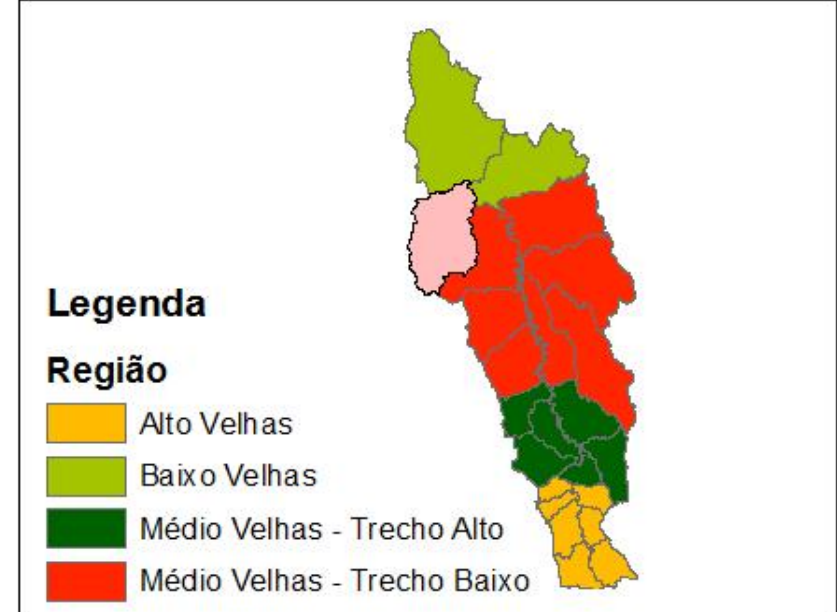 Legenda
Região
Alto Velhas
Baixo Velhas
Médio Velhas - Trecho Alto
Médio Velhas - Trecho Baixo